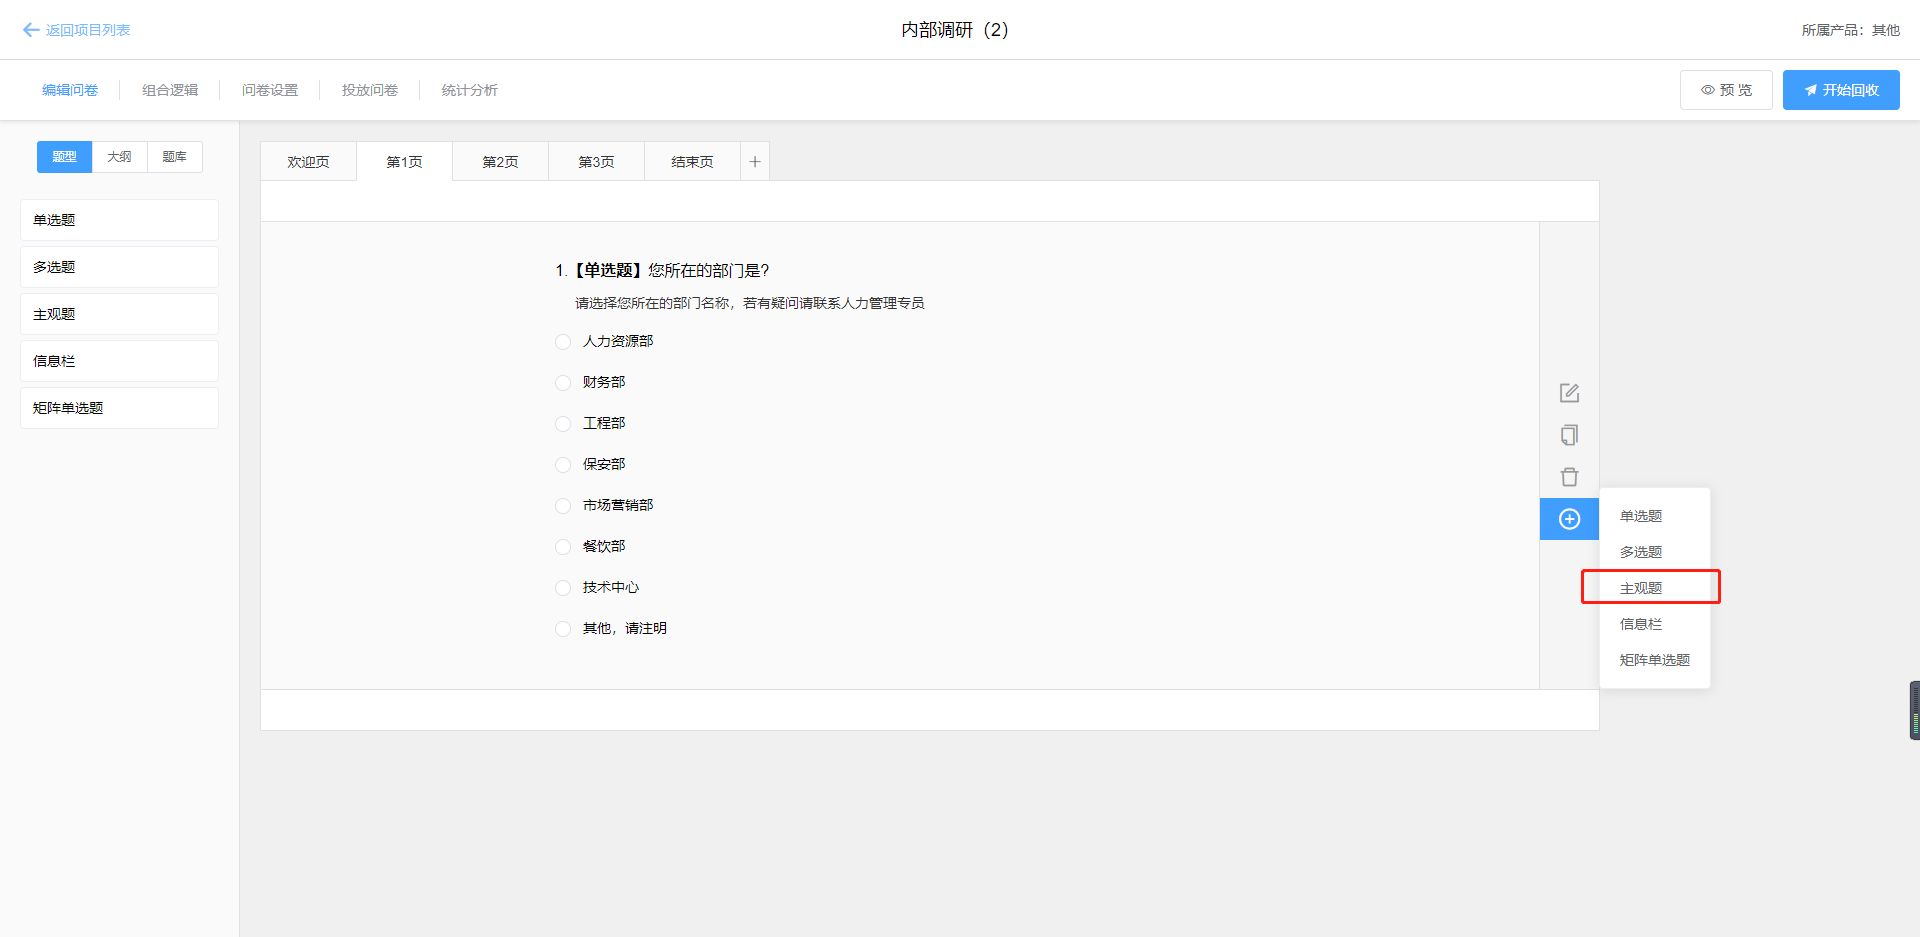 返回项目列表
内部调研（2）
所属产品：其他
编辑问卷
组合逻辑
问卷设置
投放问卷
统计分析
预 览
开始回收
题型
大纲
题库
单选题
多选题
主观题
信息栏
矩阵单选题
欢迎页
第1页
第2页
第3页
结束页
1.【单选题】您所在的部门是?
请选择您所在的部门名称，若有疑问请联系人力管理专员
人力资源部
财务部
工程部
保安部
市场营销部
餐饮部
技术中心
其他，请注明
单选题
多选题
主观题
信息栏
矩阵单选题